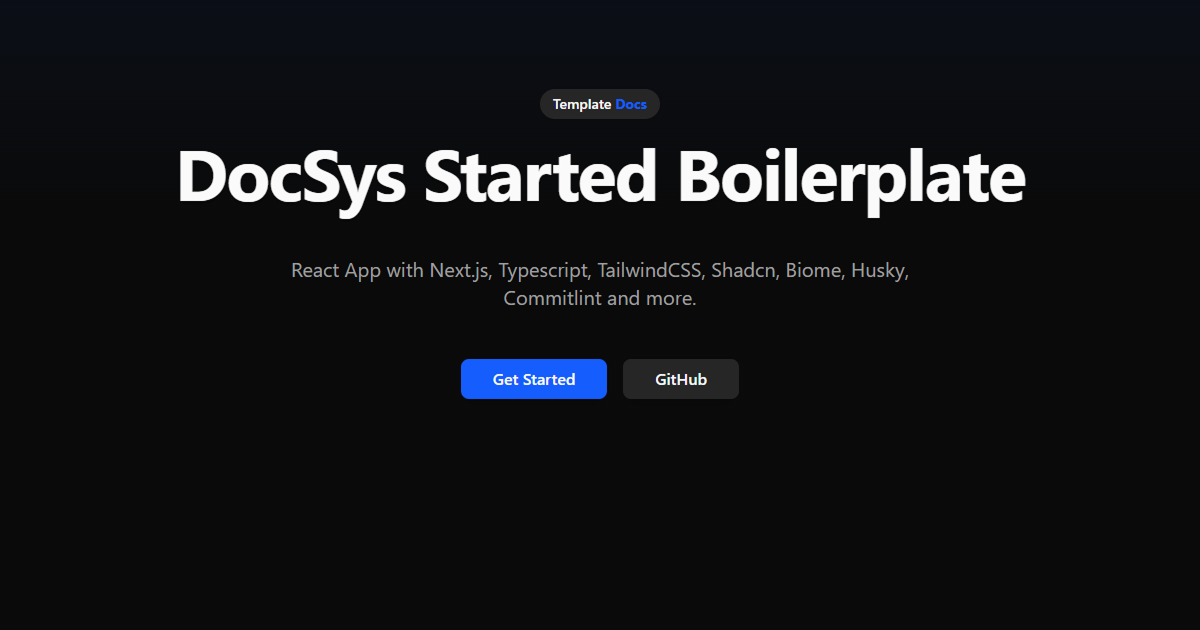 Template Docs
DocSys Started Boilerplate
React App with Next.js, Typescript, TailwindCSS, Shadcn, Biome, Husky,
Commitlint and more.
Get Started
GitHub